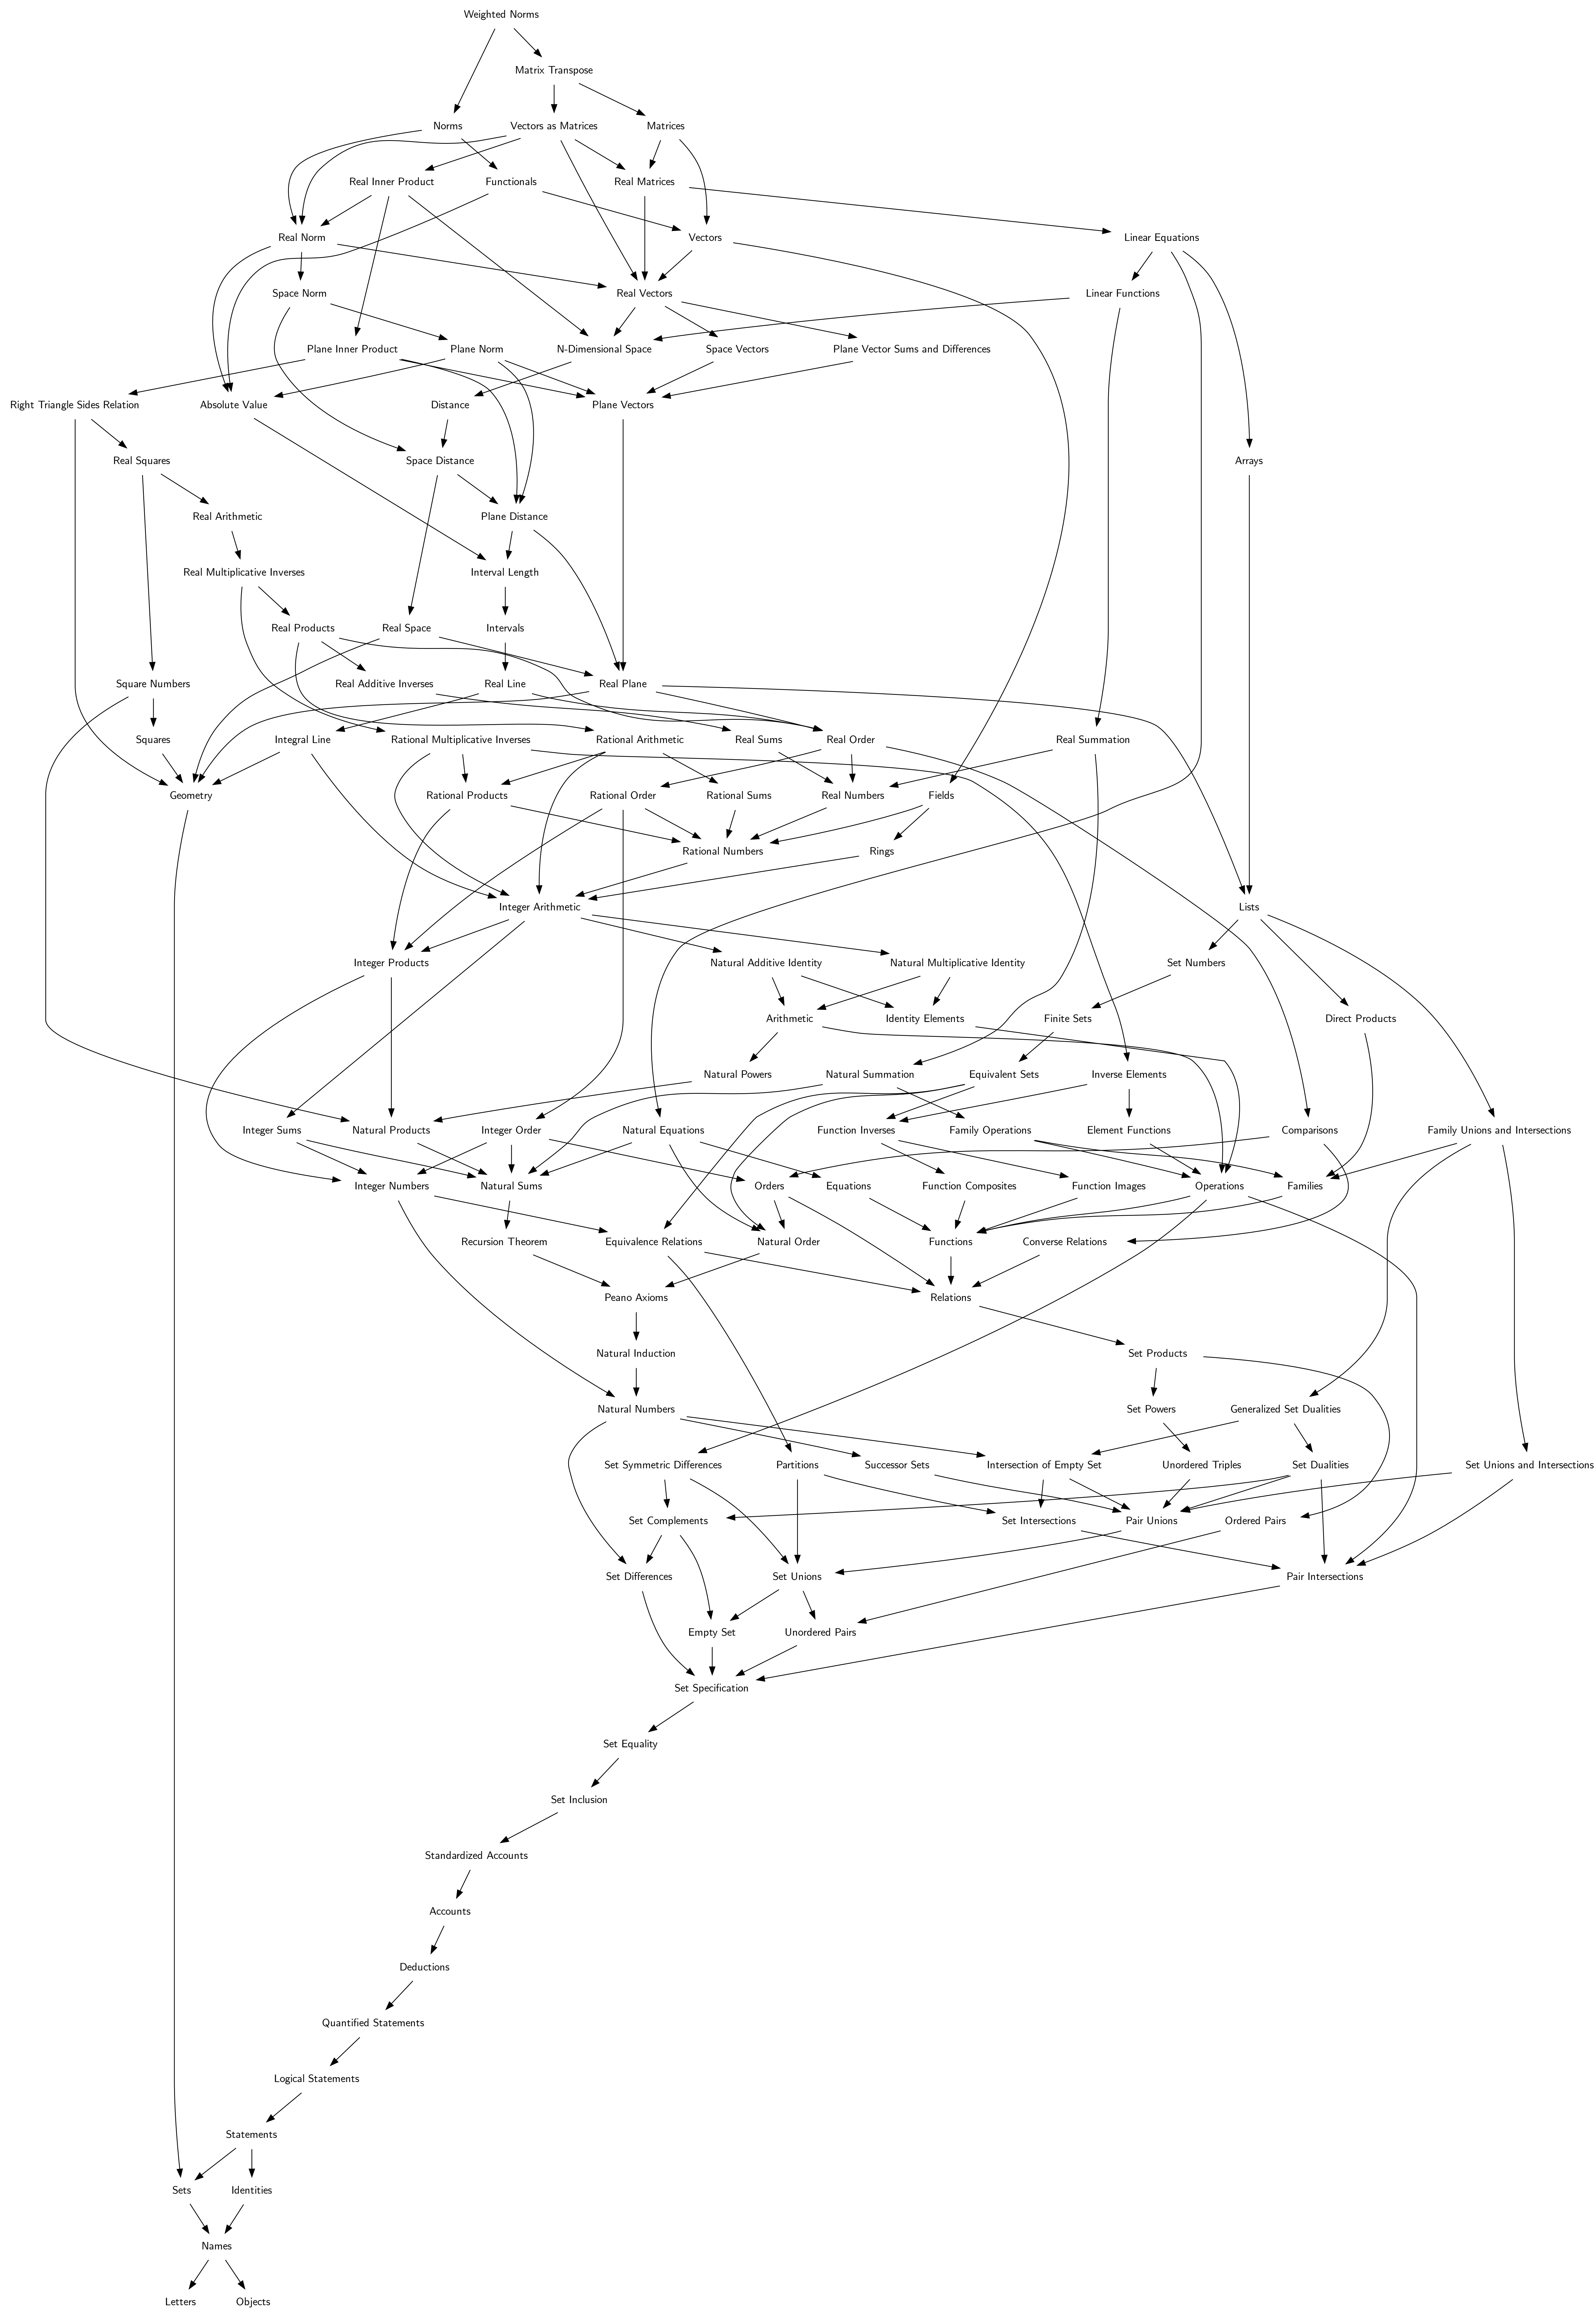 Weighted Norms
Matrix Transpose
Norms
Vectors as Matrices
Matrices
Real Inner Product
Functionals
Real Matrices
Real Norm
Vectors
Linear Equations
Space Norm
Real Vectors
Linear Functions
Plane Inner Product
Plane Norm
N-Dimensional Space
Space Vectors
Plane Vector Sums and Differences
Right Triangle Sides Relation
Absolute Value
Distance
Plane Vectors
Real Squares
Space Distance
Arrays
Real Arithmetic
Plane Distance
Real Multiplicative Inverses
Interval Length
Real Products
Real Space
Intervals
Square Numbers
Real Additive Inverses
Real Line
Real Plane
Squares
Integral Line
Rational Multiplicative Inverses
Rational Arithmetic
Real Sums
Real Order
Real Summation
Geometry
Rational Products
Rational Order
Rational Sums
Real Numbers
Fields
Rational Numbers
Rings
Integer Arithmetic
Lists
Integer Products
Natural Additive Identity
Natural Multiplicative Identity
Set Numbers
Arithmetic
Identity Elements
Finite Sets
Direct Products
Natural Powers
Natural Summation
Equivalent Sets
Inverse Elements
Integer Sums
Natural Products
Integer Order
Natural Equations
Function Inverses
Family Operations
Element Functions
Comparisons
Family Unions and Intersections
Integer Numbers
Natural Sums
Orders
Equations
Function Composites
Function Images
Operations
Families
Recursion Theorem
Equivalence Relations
Natural Order
Functions
Converse Relations
Peano Axioms
Relations
Natural Induction
Set Products
Natural Numbers
Set Powers
Generalized Set Dualities
Set Symmetric Differences
Partitions
Successor Sets
Intersection of Empty Set
Unordered Triples
Set Dualities
Set Unions and Intersections
Set Complements
Set Intersections
Pair Unions
Ordered Pairs
Set Differences
Set Unions
Pair Intersections
Empty Set
Unordered Pairs
Set Specification
Set Equality
Set Inclusion
Standardized Accounts
Accounts
Deductions
Quantified Statements
Logical Statements
Statements
Sets
Identities
Names
Letters
Objects